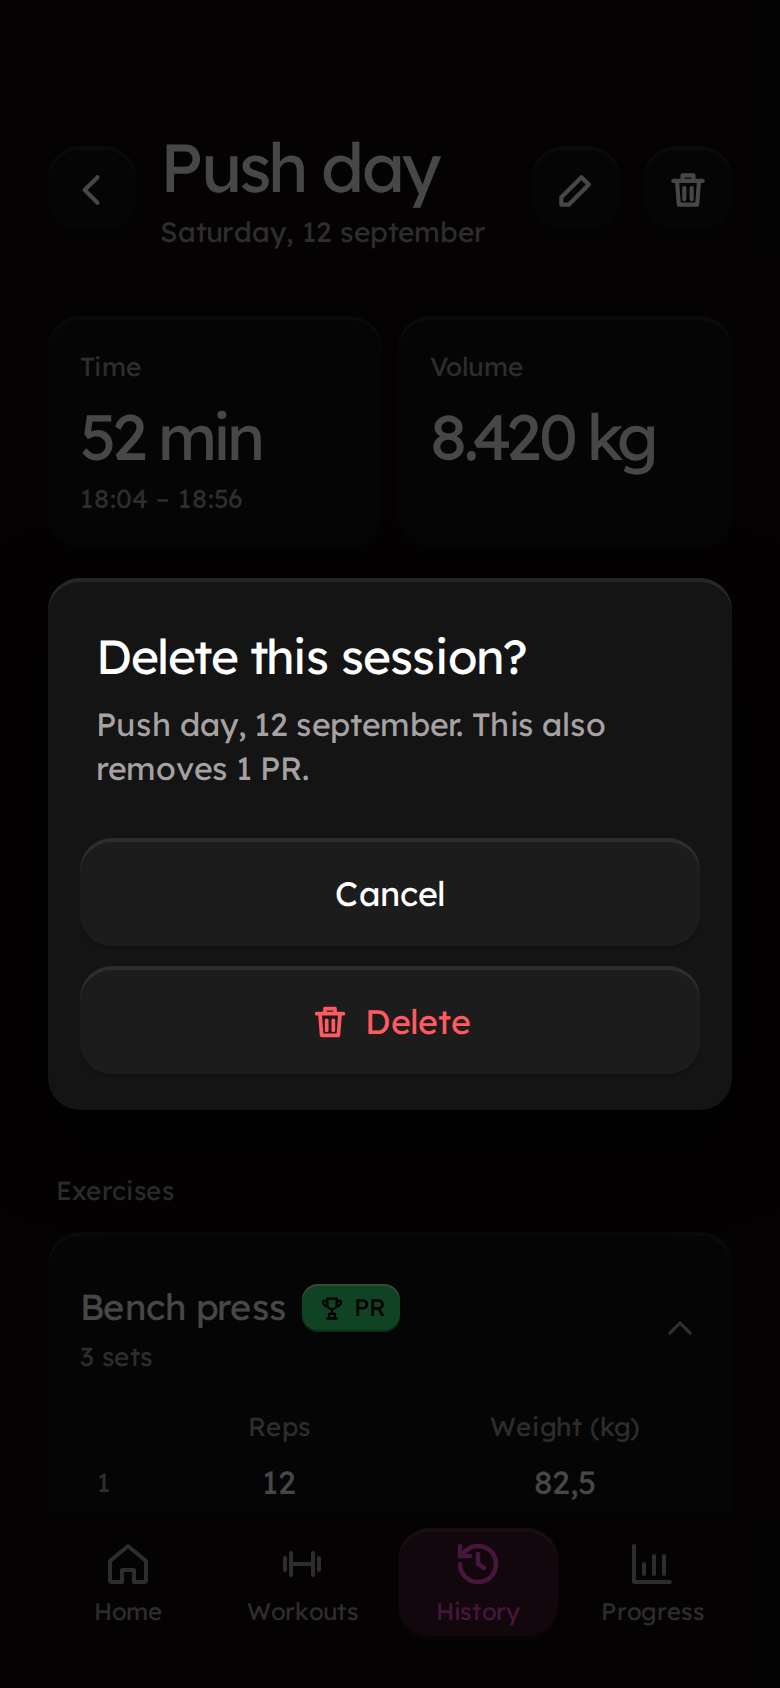 Push day
Saturday, 12 september
Time
52 min
18:04 – 18:56
Volume
8.420 kg
Delete this session?
Push day, 12 september. This also
removes 1 PR.
Cancel
Delete
Exercises
Bench press PR
3 sets
Reps Weight (kg)
1 12 82,5
Home Workouts History Progress